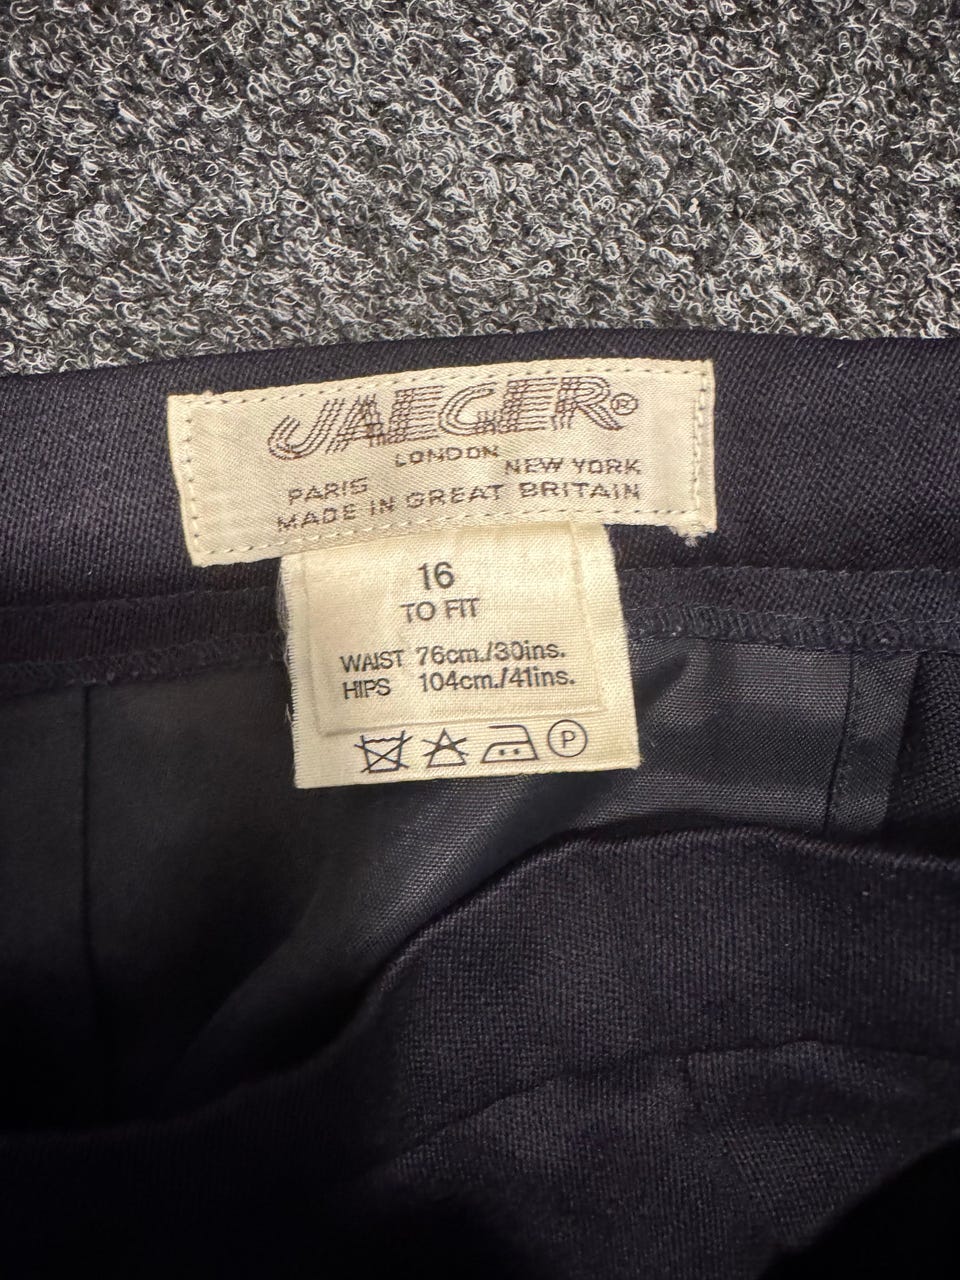 JAEGER®
LONDON
PARIS NEW YORK
MADE IN GREAT BRITAIN
16
TO FIT
WAIST 76cm./30ins.
HIPS 104cm./41ins.
P